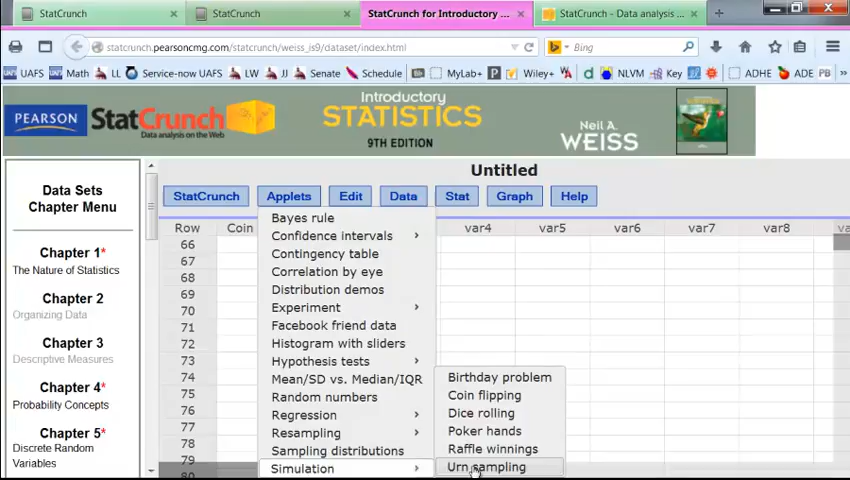 StatCrunch × StatCrunch × StatCrunch for Introductory ... × StatCrunch - Data analysis ... × +
statcrunch.pearsoncmg.com/statcrunch/weiss_is9/dataset/index.html Bing
UAFS Math LL Service-now UAFS LW JJ Senate Schedule MyLab+ P Wiley+ d NLVM Key ADHE ADE PB »
PEARSON StatCrunch
Data analysis on the Web
Introductory
STATISTICS
9TH EDITION
Neil A.
WEISS
Data Sets
Chapter Menu
Chapter 1*
The Nature of Statistics
Chapter 2
Organizing Data
Chapter 3
Descriptive Measures
Chapter 4*
Probability Concepts
Chapter 5*
Discrete Random
Variables
Untitled
StatCrunch Applets Edit Data Stat Graph Help
Row Coin var4 var5 var6 var7 var8 va
66
67
68
69
70
71
72
73
74
75
76
77
78
79
80
Bayes rule
Confidence intervals ›
Contingency table
Correlation by eye
Distribution demos
Experiment ›
Facebook friend data
Histogram with sliders
Hypothesis tests ›
Mean/SD vs. Median/IQR
Random numbers
Regression ›
Resampling ›
Sampling distributions
Simulation ›
Birthday problem
Coin flipping
Dice rolling
Poker hands
Raffle winnings
Urn sampling